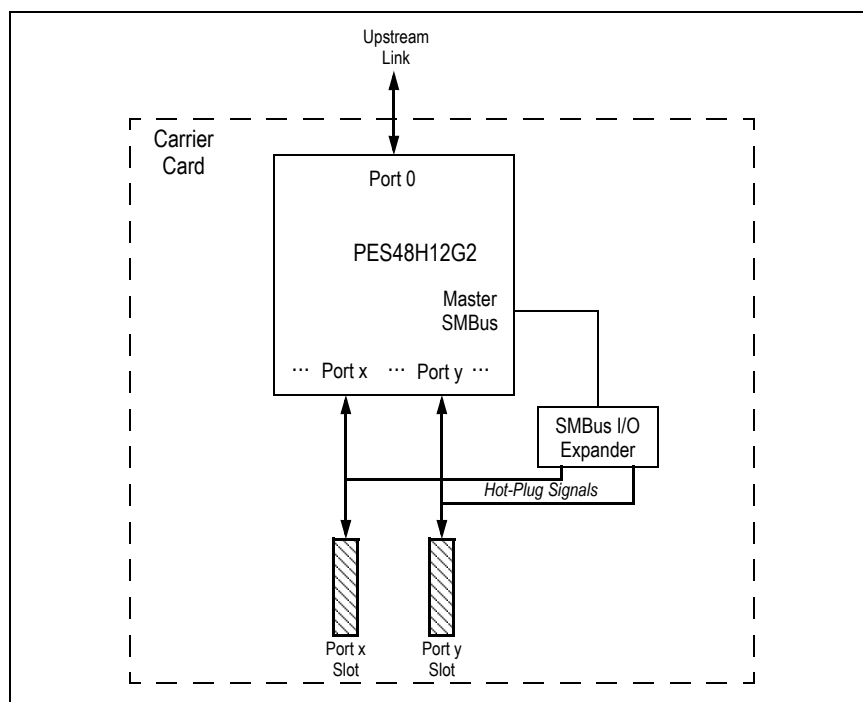 Upstream
Link
Carrier
Card
Port 0
PES48H12G2
Master
SMBus
··· Port x ··· Port y ···
SMBus I/O
Expander
Hot-Plug Signals
Port x
Slot
Port y
Slot